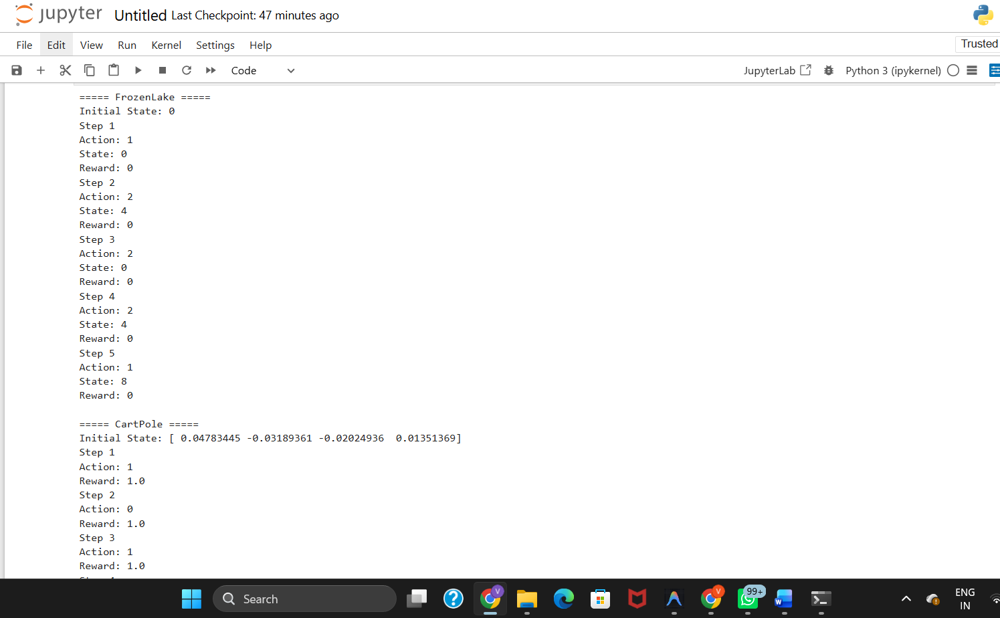 jupyter Untitled Last Checkpoint: 47 minutes ago
File Edit View Run Kernel Settings Help
Trusted
Code
JupyterLab Python 3 (ipykernel)
===== FrozenLake =====
Initial State: 0
Step 1
Action: 1
State: 0
Reward: 0
Step 2
Action: 2
State: 4
Reward: 0
Step 3
Action: 2
State: 0
Reward: 0
Step 4
Action: 2
State: 4
Reward: 0
Step 5
Action: 1
State: 8
Reward: 0
===== CartPole =====
Initial State: [ 0.04783445 -0.03189361 -0.02024936  0.01351369]
Step 1
Action: 1
Reward: 1.0
Step 2
Action: 0
Reward: 1.0
Step 3
Action: 1
Reward: 1.0
Search
V
V
99+
W
ENG
IN